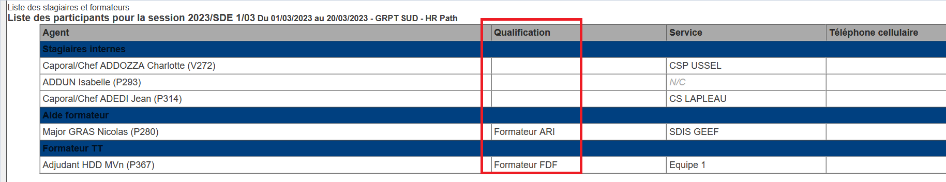 Liste des stagiaires et formateurs
Liste des participants pour la session 2023/SDE 1/03 Du 01/03/2023 au 20/03/2023 - GRPT SUD - HR Path
Agent Qualification Service Téléphone cellulaire
Stagiaires internes
Caporal/Chef ADDOZZA Charlotte (V272) CSP USSEL
ADDUN Isabelle (P293) N/C
Caporal/Chef ADEDI Jean (P314) CS LAPLEAU
Aide formateur
Major GRAS Nicolas (P280) Formateur ARI SDIS GEEF
Formateur TT
Adjudant HDD MVn (P367) Formateur FDF Equipe 1